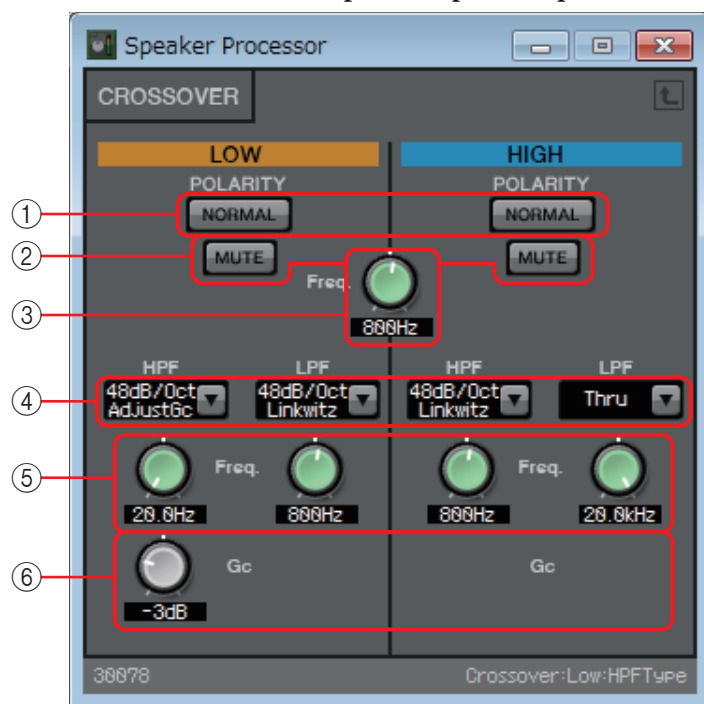 Speaker Processor
CROSSOVER
LOW HIGH
POLARITY POLARITY
① NORMAL NORMAL
② MUTE MUTE
Freq.
③ 800Hz
HPF LPF HPF LPF
④ 48dB/Oct AdjustGc 48dB/Oct Linkwitz 48dB/Oct Linkwitz Thru
⑤ Freq. Freq.
20.0Hz 800Hz 800Hz 20.0kHz
⑥ Gc Gc
-3dB
30078 Crossover:Low:HPFType